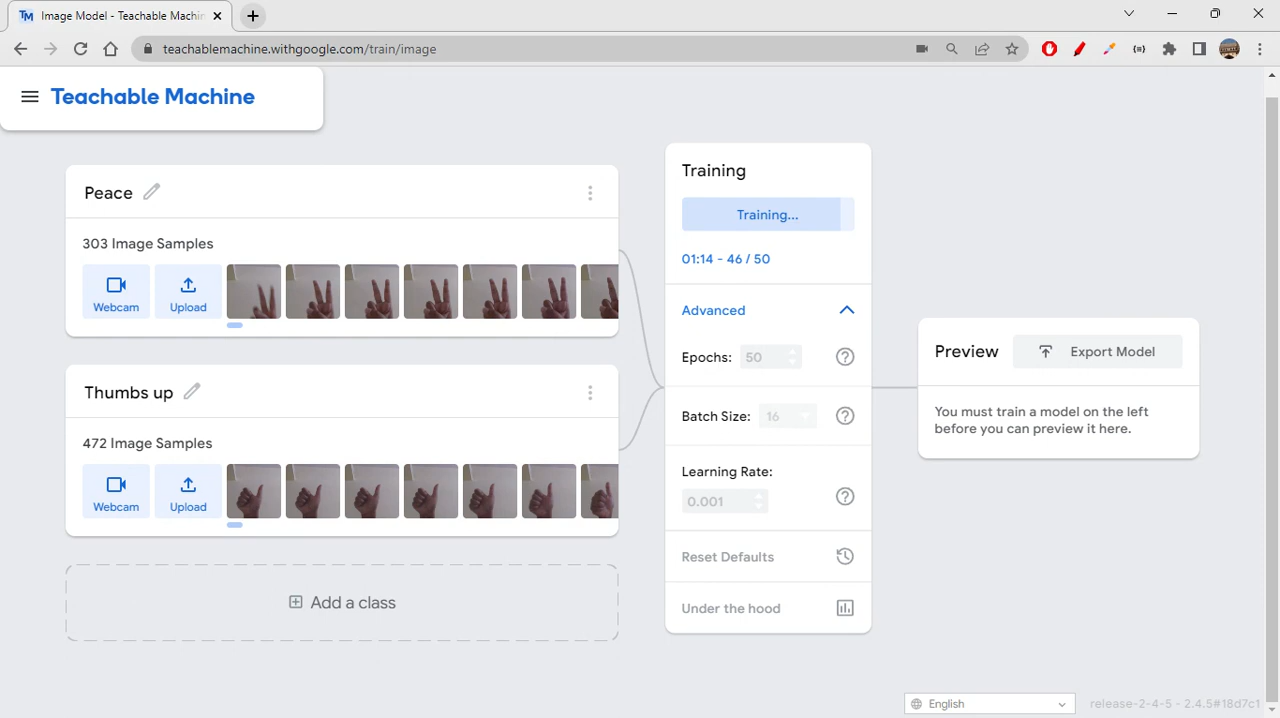 Image Model - Teachable Machin
teachablemachine.withgoogle.com/train/image
Teachable Machine
Peace
303 Image Samples
Webcam
Upload
Thumbs up
472 Image Samples
Webcam
Upload
Add a class
Training
Training...
01:14 - 46 / 50
Advanced
Epochs: 50
Batch Size: 16
Learning Rate:
0.001
Reset Defaults
Under the hood
Preview
Export Model
You must train a model on the left
before you can preview it here.
English
release-2-4-5 - 2.4.5#18d7c1